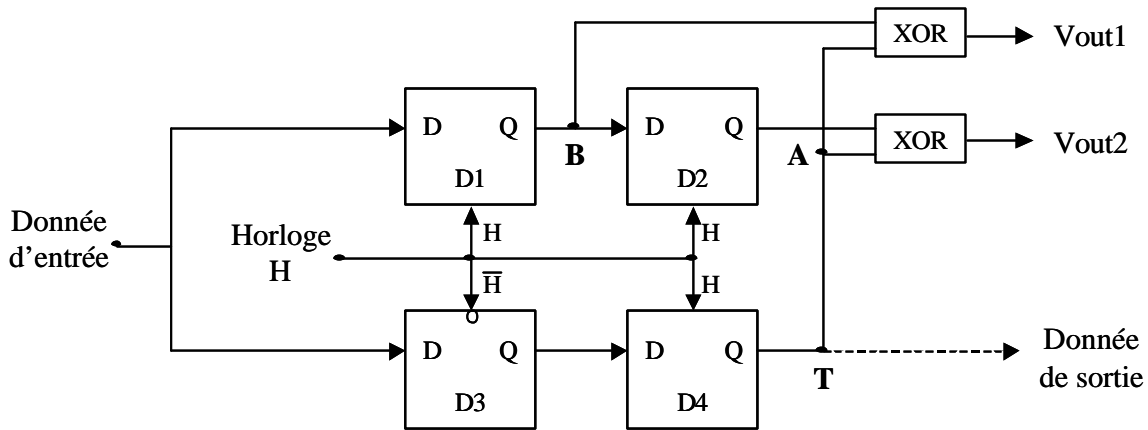 XOR
Vout1
D
Q
D1
B
D
Q
D2
A
XOR
Vout2
Donnée
d'entrée
Horloge
H
H
H
H̅
H
D
Q
D3
D
Q
D4
T
Donnée
de sortie